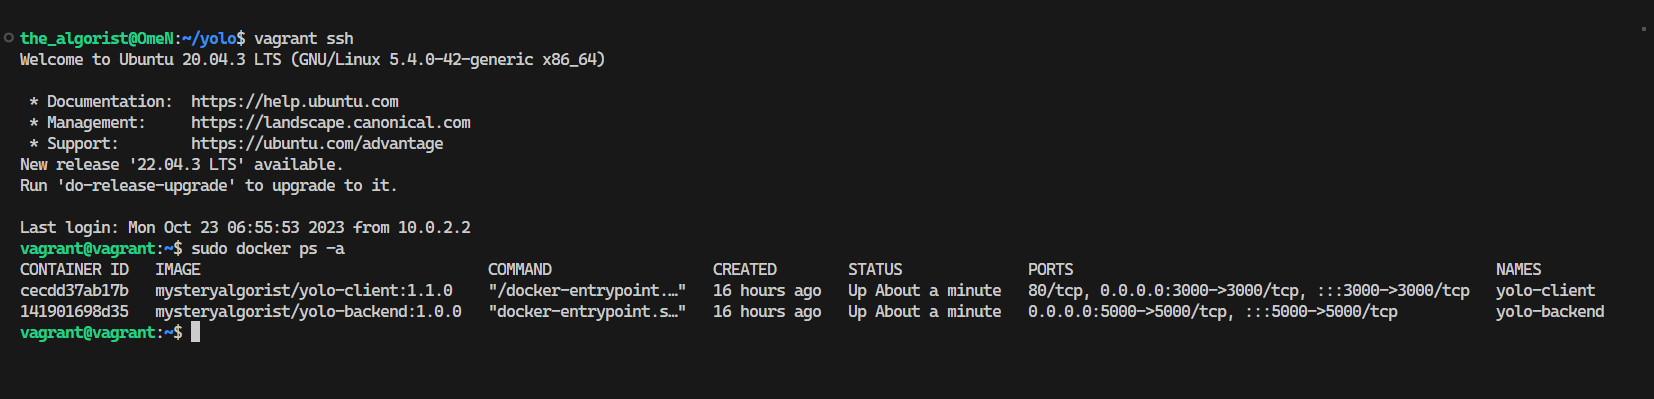 the_algorist@OmeN:~/yolo$ vagrant ssh
Welcome to Ubuntu 20.04.3 LTS (GNU/Linux 5.4.0-42-generic x86_64)
* Documentation: https://help.ubuntu.com
* Management: https://landscape.canonical.com
* Support: https://ubuntu.com/advantage
New release '22.04.3 LTS' available.
Run 'do-release-upgrade' to upgrade to it.
Last login: Mon Oct 23 06:55:53 2023 from 10.0.2.2
vagrant@vagrant:~$ sudo docker ps -a
CONTAINER ID IMAGE COMMAND CREATED STATUS PORTS NAMES
cecdd37ab17b mysteryalgorist/yolo-client:1.1.0 "/docker-entrypoint.…" 16 hours ago Up About a minute 80/tcp, 0.0.0.0:3000->3000/tcp, :::3000->3000/tcp yolo-client
141901698d35 mysteryalgorist/yolo-backend:1.0.0 "docker-entrypoint.s…" 16 hours ago Up About a minute 0.0.0.0:5000->5000/tcp, :::5000->5000/tcp yolo-backend
vagrant@vagrant:~$